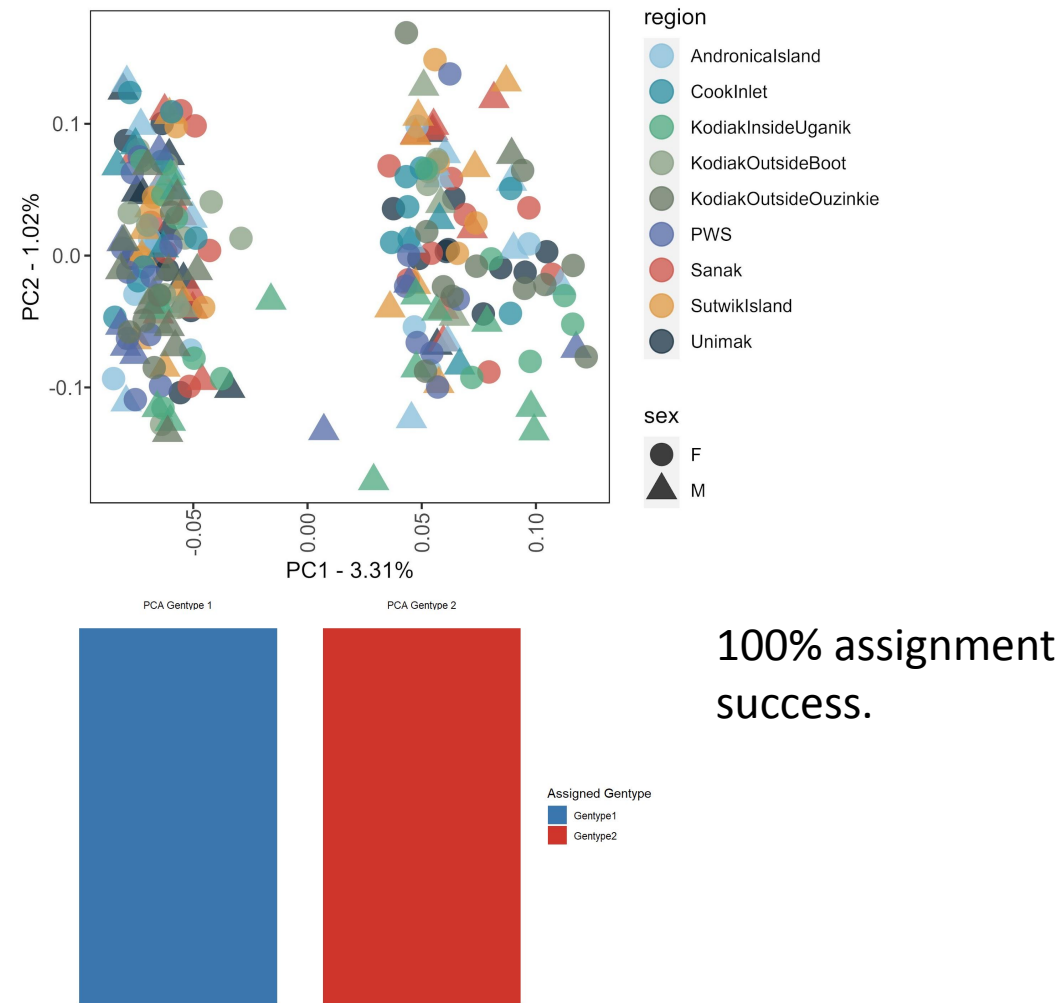 region
AndronicaIsland
CookInlet
KodiakInsideUganik
KodiakOutsideBoot
KodiakOutsideOuzinkie
PWS
Sanak
SutwikIsland
Unimak
sex
F
M
PC2 - 1.02%
0.1
0.0
-0.1
-0.05
0.00
0.05
0.10
PC1 - 3.31%
PCA Gentype 1
PCA Gentype 2
Assigned Gentype
Gentype1
Gentype2
100% assignment
success.